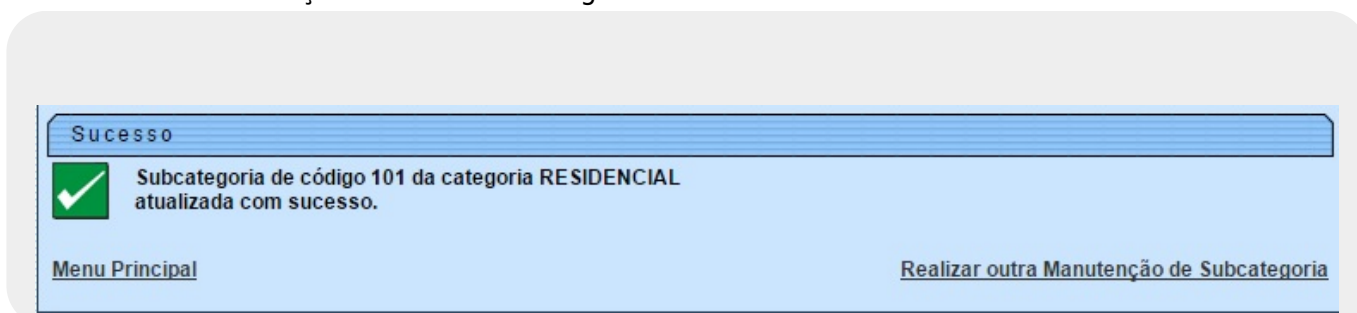 Sucesso
Subcategoria de código 101 da categoria RESIDENCIAL
atualizada com sucesso.
Menu Principal
Realizar outra Manutenção de Subcategoria